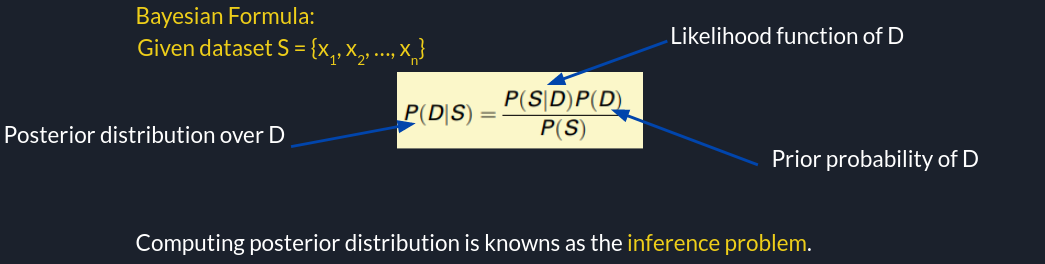 Bayesian Formula:
Given dataset S = {x₁, x₂, ..., xₙ}
Likelihood function of D
P(D|S) = P(S|D)P(D) / P(S)
Posterior distribution over D
Prior probability of D
Computing posterior distribution is knowns as the inference problem.